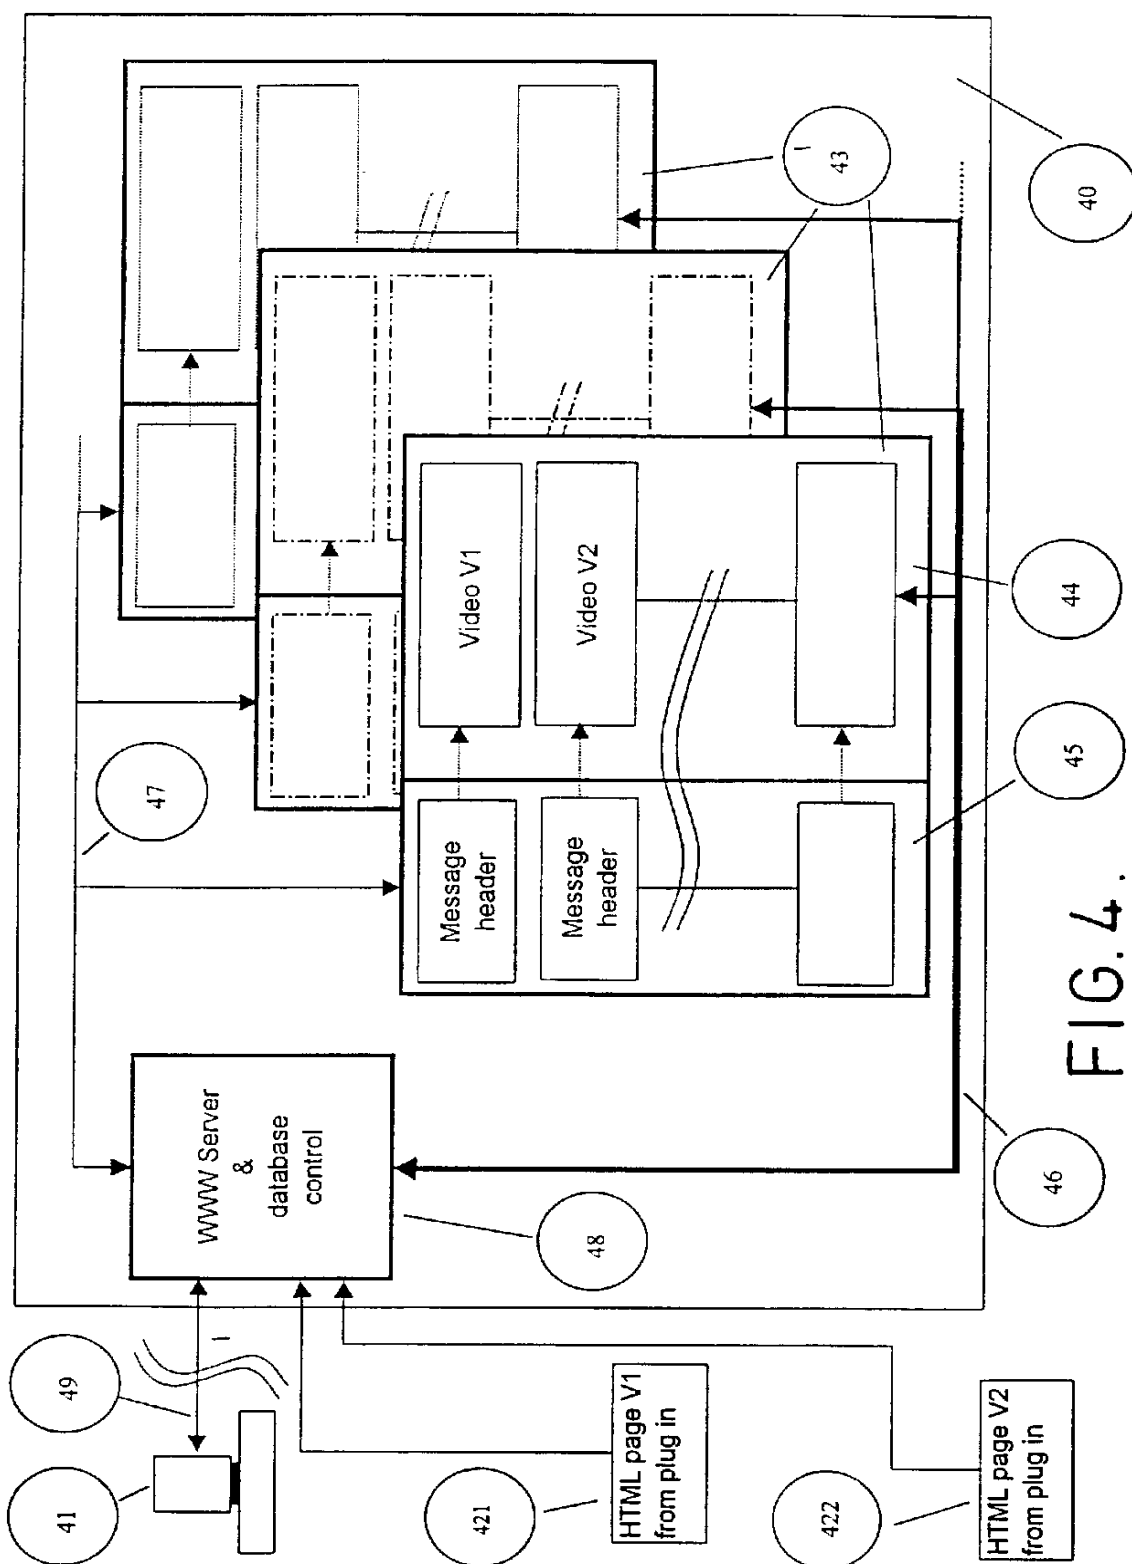 41
49
421
HTML page V1
from plug in
422
HTML page V2
from plug in
WWW Server
&
database
control
48
46
47
Message
header
Message
header
45
Video V1
Video V2
44
43
40
FIG. 4.